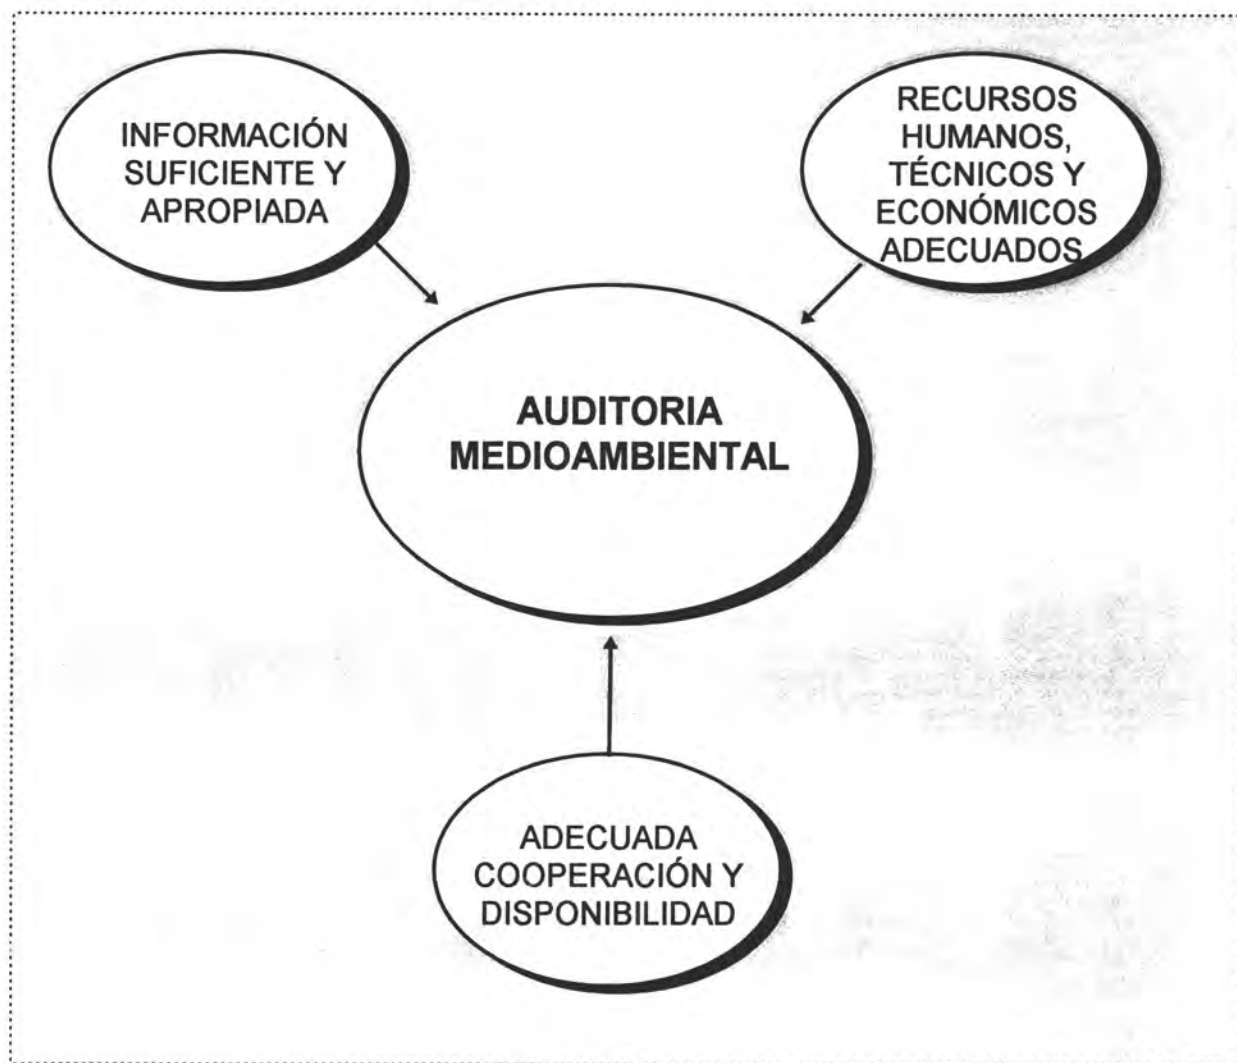 INFORMACIÓN
SUFICIENTE Y
APROPIADA
RECURSOS
HUMANOS,
TÉCNICOS Y
ECONÓMICOS
ADECUADOS
AUDITORIA
MEDIOAMBIENTAL
ADECUADA
COOPERACIÓN Y
DISPONIBILIDAD